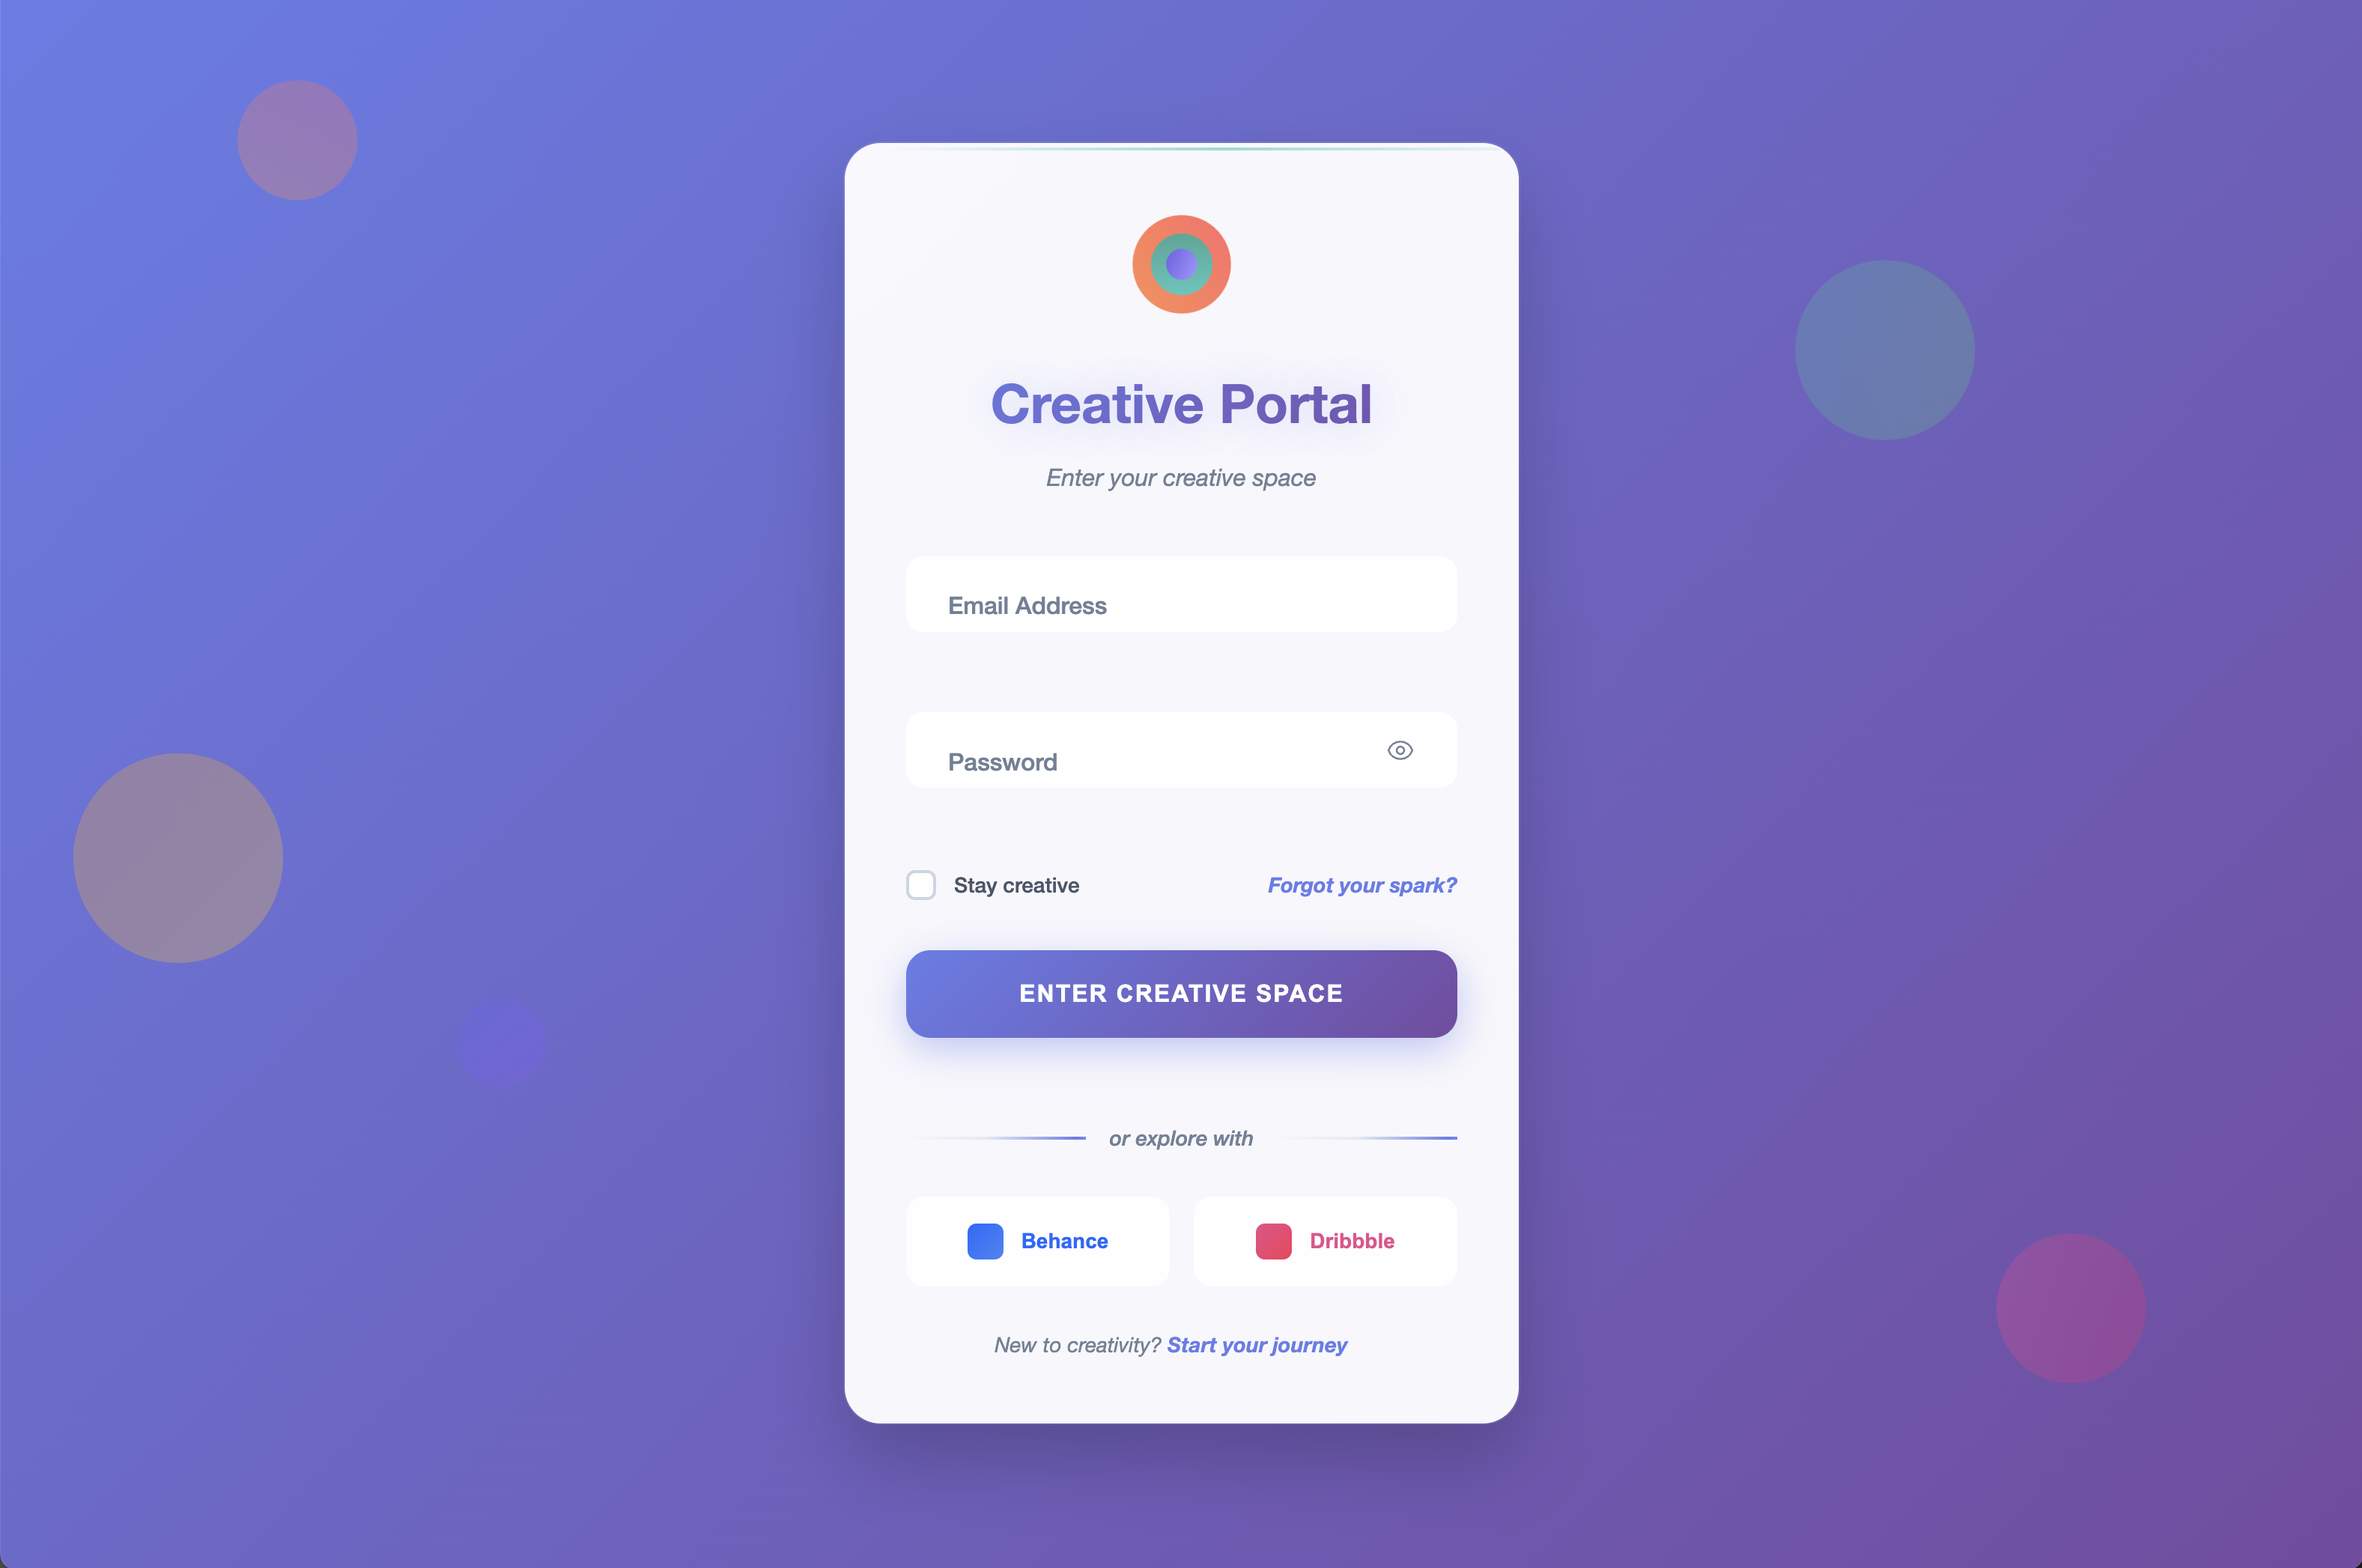 Creative Portal
Enter your creative space
Email Address
Password
Stay creative
Forgot your spark?
ENTER CREATIVE SPACE
or explore with
Behance
Dribbble
New to creativity? Start your journey